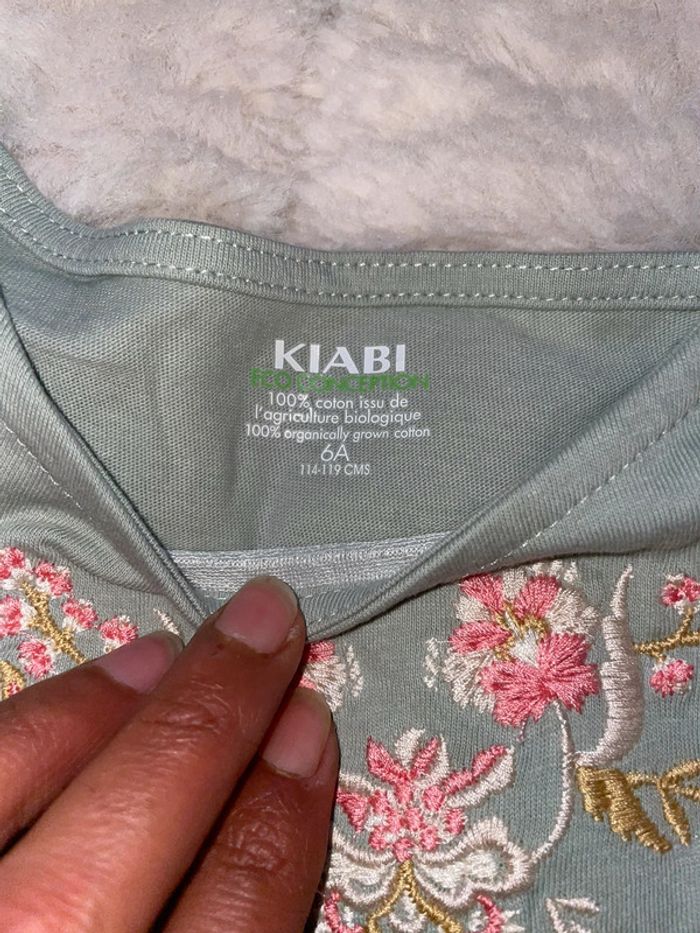 KIABI
ECO CONCEPTION
100% coton issu de
l'agriculture biologique
100% organically grown cotton
6A
114-119 CMS